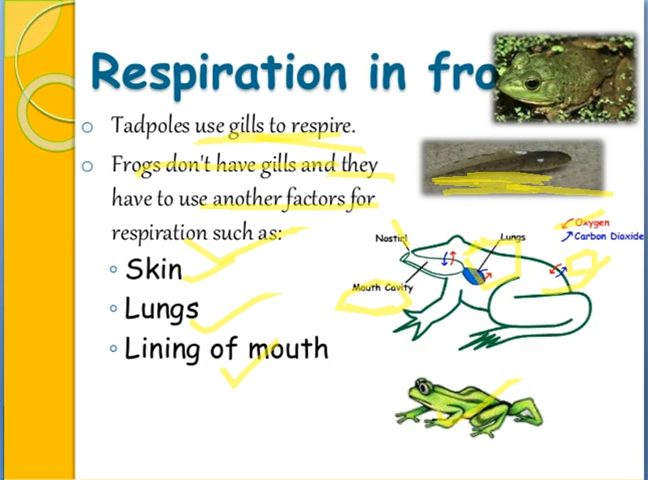 Respiration in fro
Tadpoles use gills to respire.
Frogs don't have gills and they
have to use another factors for
respiration such as:
Skin
Lungs
Lining of mouth
Oxygen
Carbon Dioxide
Nostril
Lungs
Mouth Cavity